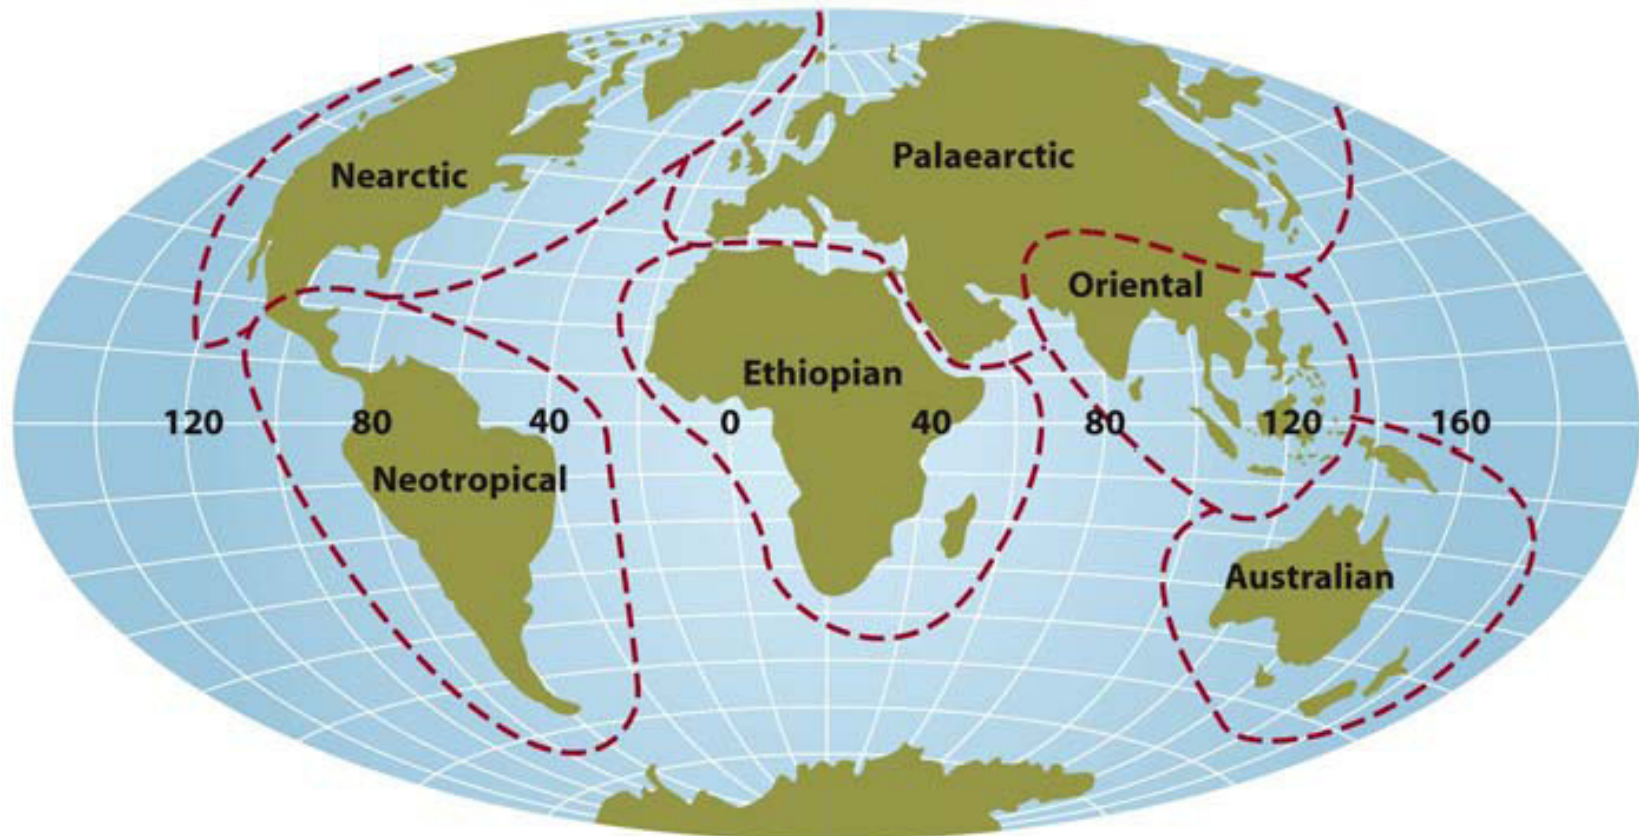 Nearctic
Palaearctic
Oriental
Ethiopian
120 80 40 0 40 80 120 160
Neotropical
Australian